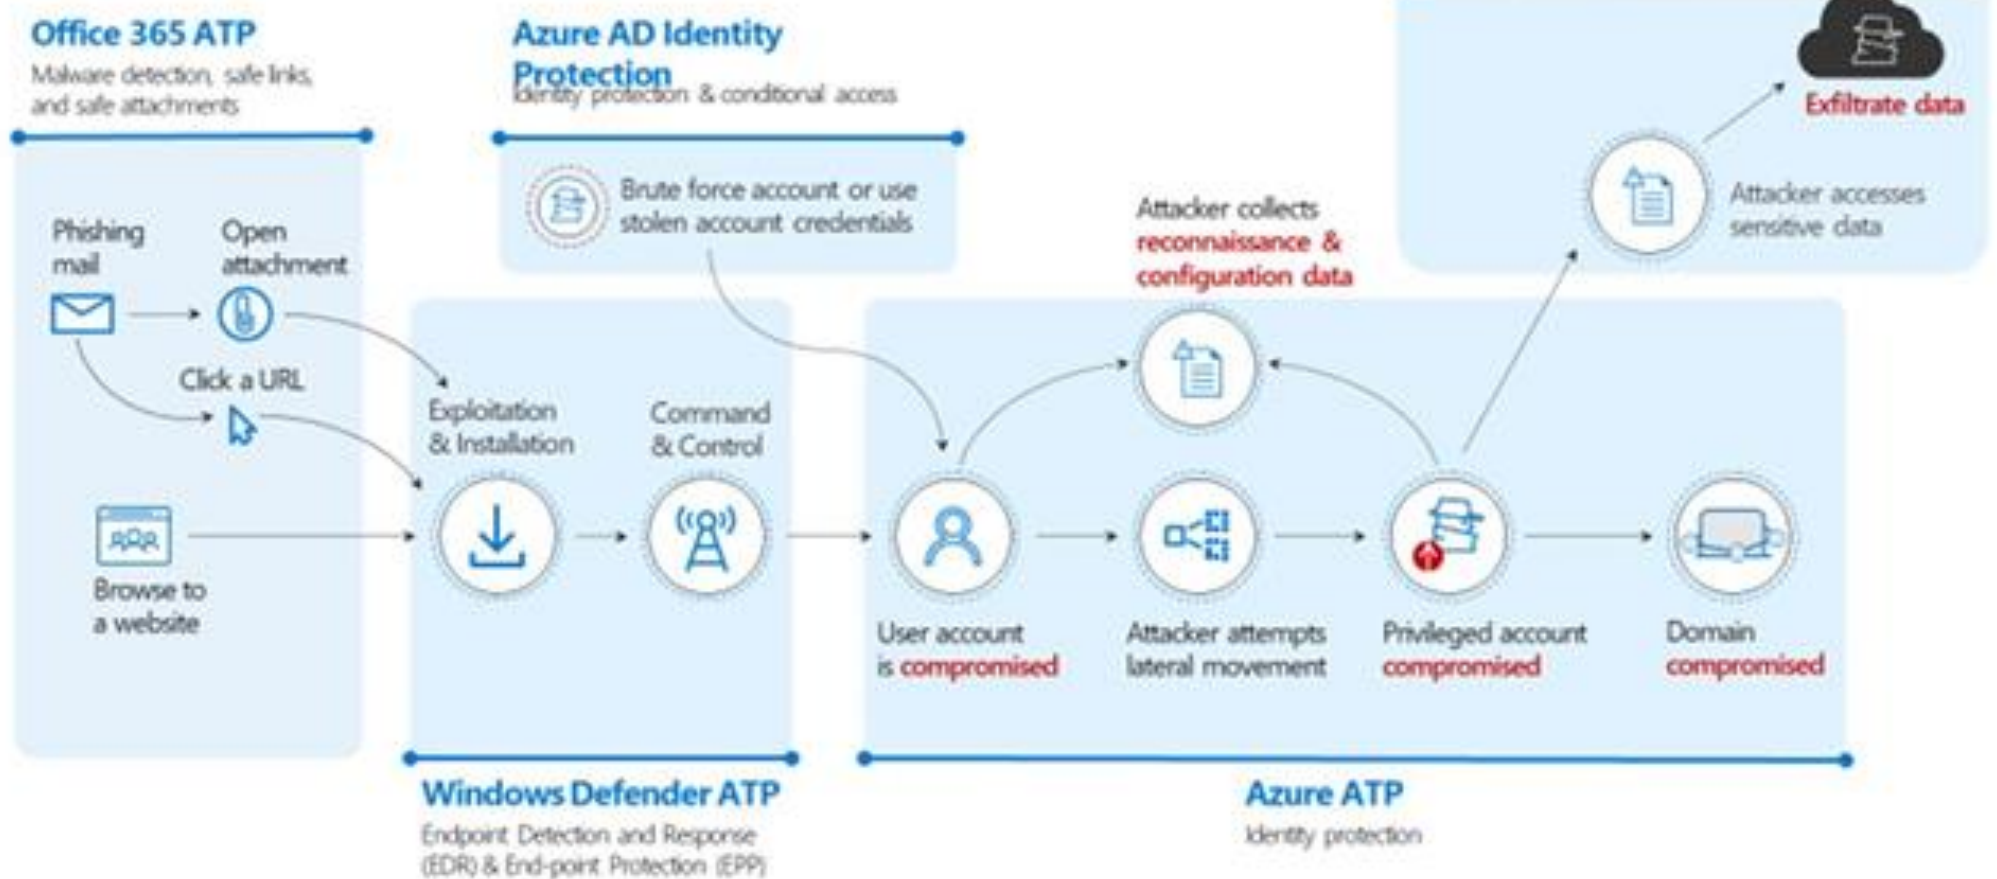 Office 365 ATP
Malware detection, safe links,
and safe attachments
Azure AD Identity
Protection
Identity protection & conditional access
Exfiltrate data
Attacker accesses
sensitive data
Brute force account or use
stolen account credentials
Attacker collects
reconnaissance &
configuration data
Phishing
mail
Open
attachment
Click a URL
Exploitation
& Installation
Command
& Control
Browse to
a website
User account
is compromised
Attacker attempts
lateral movement
Privileged account
compromised
Domain
compromised
Windows Defender ATP
Endpoint Detection and Response
(EDR) & End-point Protection (EPP)
Azure ATP
Identity protection